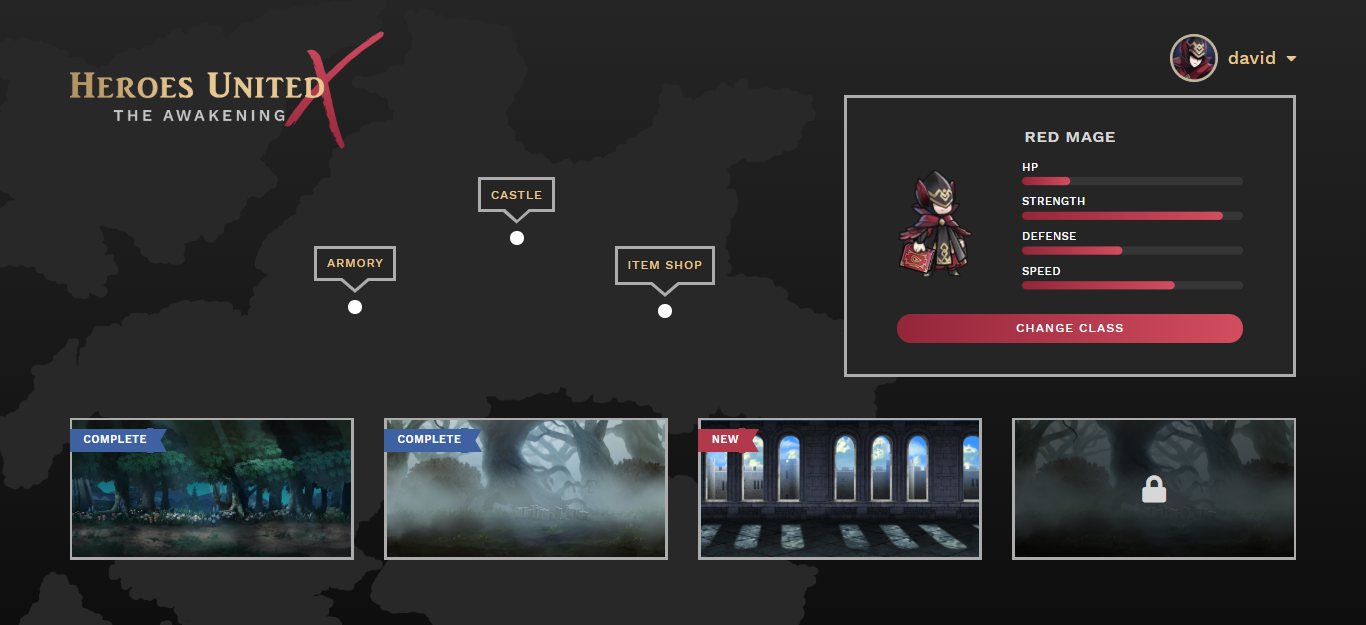 HEROES UNITED X
THE AWAKENING
david
CASTLE
ARMORY
ITEM SHOP
RED MAGE
HP
STRENGTH
DEFENSE
SPEED
CHANGE CLASS
COMPLETE
COMPLETE
NEW